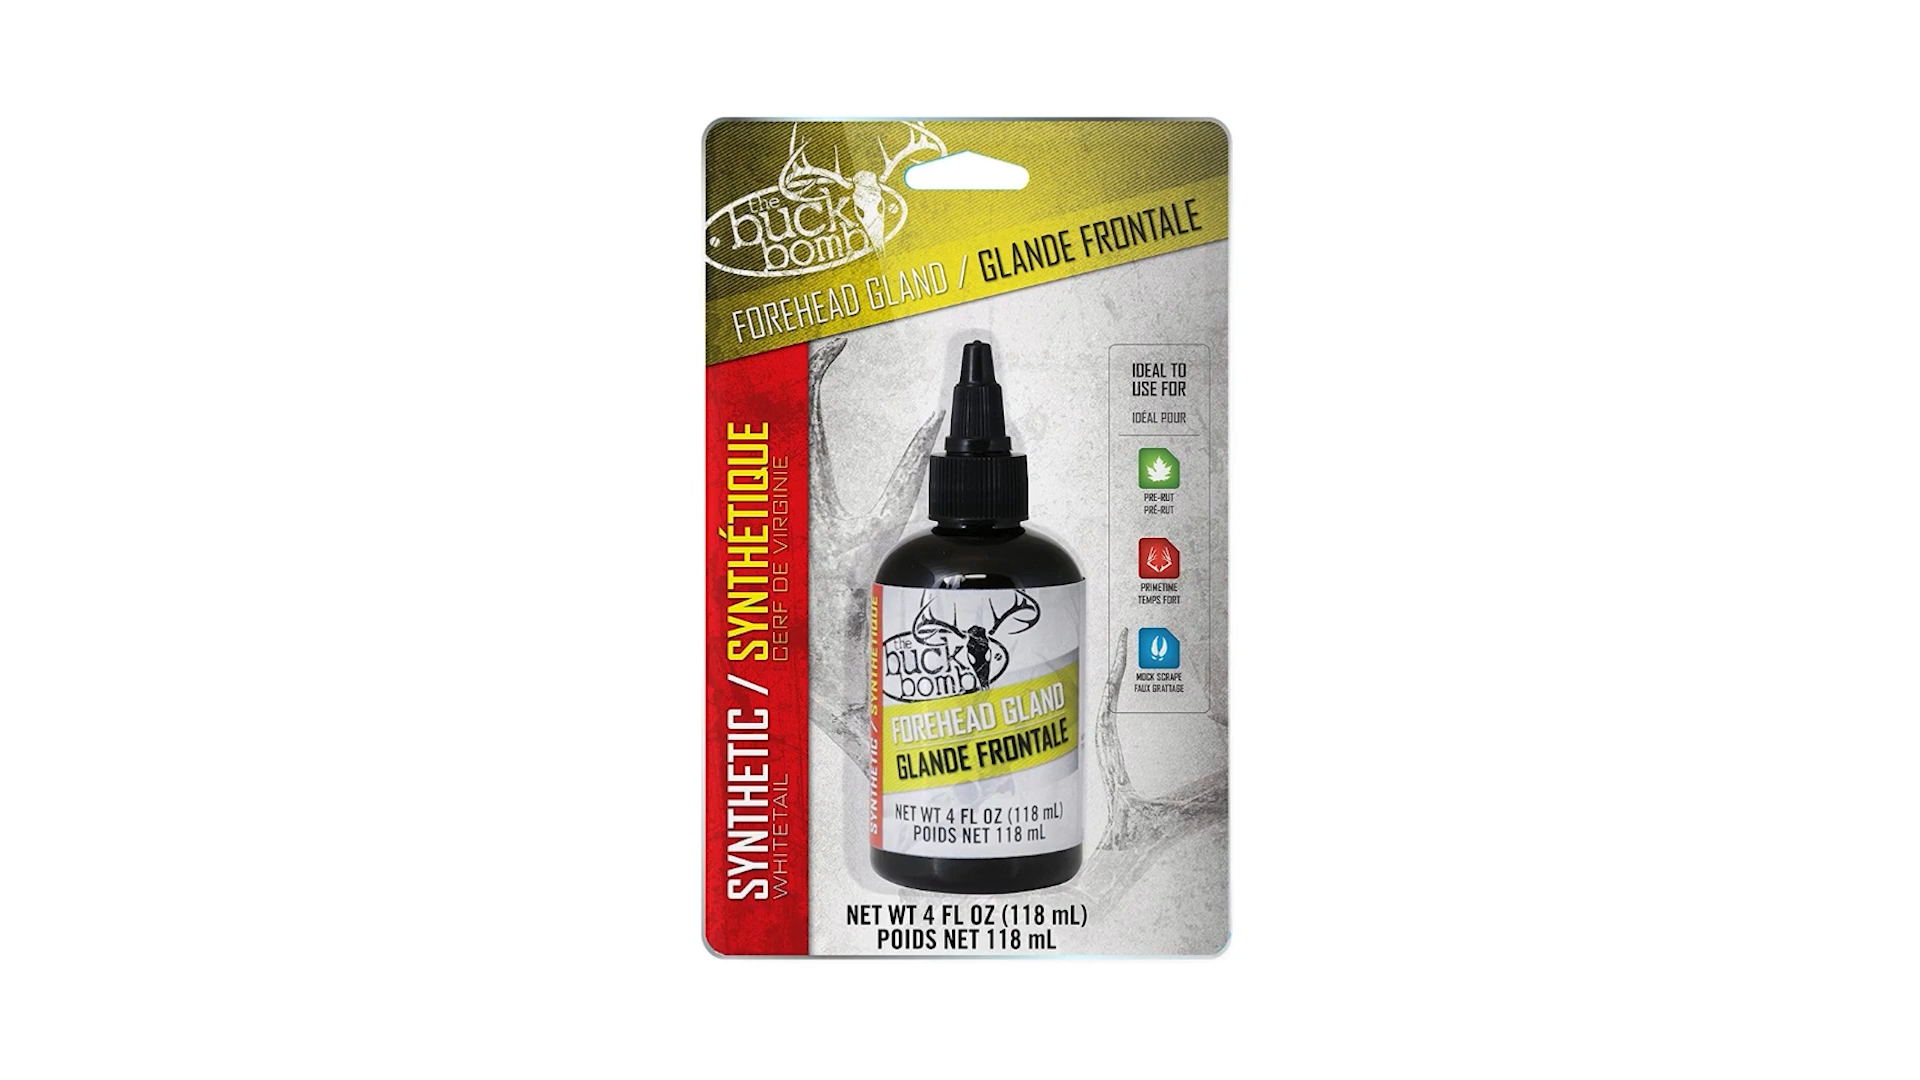 the
buck
bomb
FOREHEAD GLAND / GLANDE FRONTALE
SYNTHETIC / SYNTHÉTIQUE
WHITETAIL
CERF DE VIRGINIE
IDEAL TO
USE FOR
IDÉAL POUR
PRE-RUT
PRÉ-RUT
PRIMETIME
TEMPS FORT
MOCK SCRAPE
FAUX GRATTAGE
SYNTHETIC / SYNTHÉTIQUE
the
buck
bomb
FOREHEAD GLAND
GLANDE FRONTALE
NET WT 4 FL OZ (118 mL)
POIDS NET 118 mL
NET WT 4 FL OZ (118 mL)
POIDS NET 118 mL